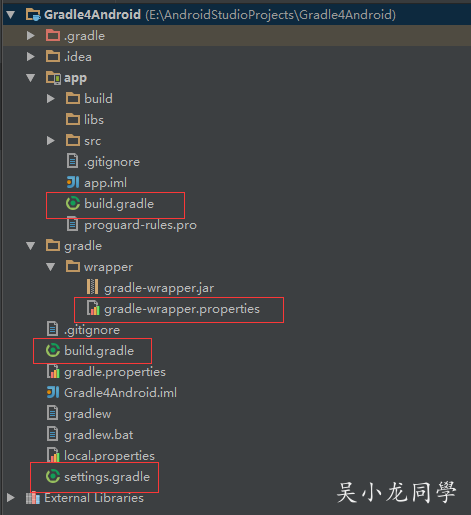 Gradle4Android (E:\AndroidStudioProjects\Gradle4Android)
.gradle
.idea
app
build
libs
src
.gitignore
app.iml
build.gradle
proguard-rules.pro
gradle
wrapper
gradle-wrapper.jar
gradle-wrapper.properties
.gitignore
build.gradle
gradle.properties
Gradle4Android.iml
gradlew
gradlew.bat
local.properties
settings.gradle
External Libraries
吴小龙同學